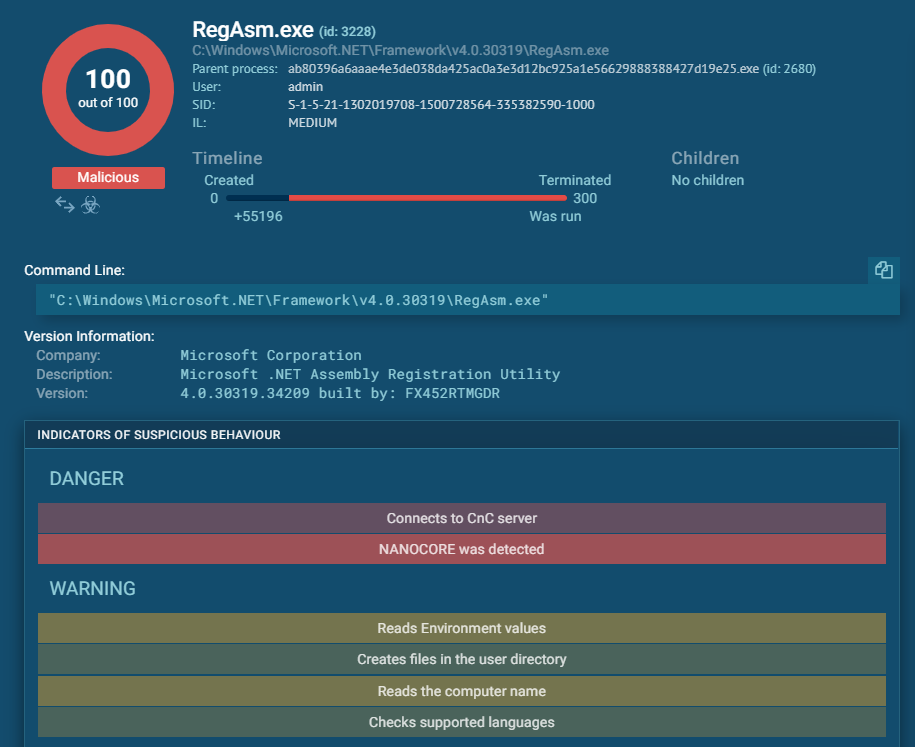 100
out of 100
Malicious
RegAsm.exe (id: 3228)
C:\Windows\Microsoft.NET\Framework\v4.0.30319\RegAsm.exe
Parent process: ab80396a6aaae4e3de038da425ac0a3e3d12bc925a1e56629888388427d19e25.exe (id: 2680)
User: admin
SID: S-1-5-21-1302019708-1500728564-335382590-1000
IL: MEDIUM
Timeline
Created Terminated
0 300
+55196 Was run
Children
No children
Command Line:
"C:\Windows\Microsoft.NET\Framework\v4.0.30319\RegAsm.exe"
Version Information:
Company: Microsoft Corporation
Description: Microsoft .NET Assembly Registration Utility
Version: 4.0.30319.34209 built by: FX452RTMGDR
INDICATORS OF SUSPICIOUS BEHAVIOUR
DANGER
Connects to CnC server
NANOCORE was detected
WARNING
Reads Environment values
Creates files in the user directory
Reads the computer name
Checks supported languages